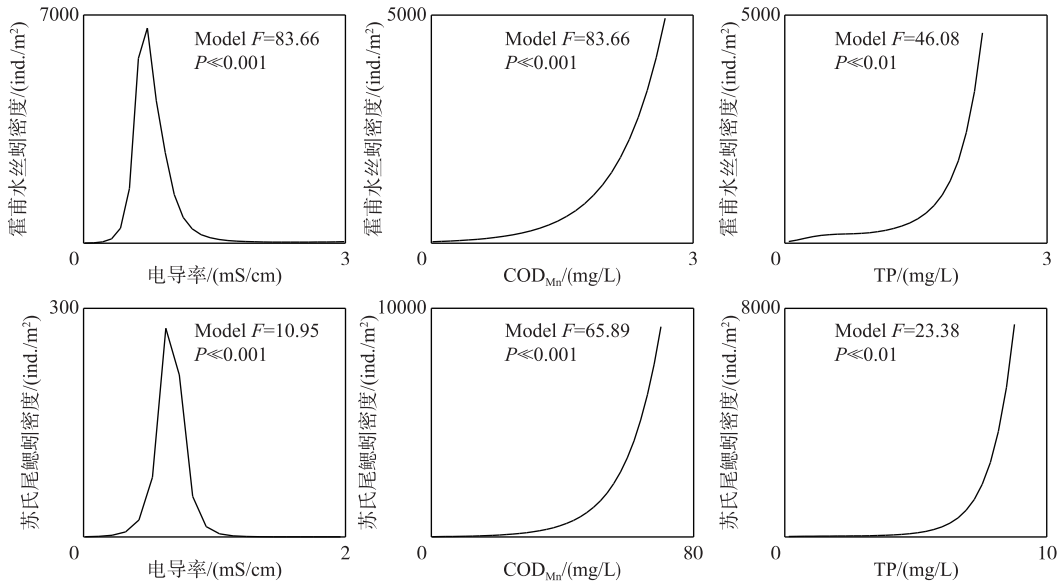 7000
霍甫水丝蚓密度/(ind./m²)
Model F=83.66
P≪0.001
0
3
电导率/(mS/cm)
5000
霍甫水丝蚓密度/(ind./m²)
Model F=83.66
P≪0.001
0
3
COD_Mn/(mg/L)
5000
霍甫水丝蚓密度/(ind./m²)
Model F=46.08
P≪0.01
0
3
TP/(mg/L)
300
苏氏尾鳃蚓密度/(ind./m²)
Model F=10.95
P≪0.001
0
2
电导率/(mS/cm)
10000
苏氏尾鳃蚓密度/(ind./m²)
Model F=65.89
P≪0.001
0
80
COD_Mn/(mg/L)
8000
苏氏尾鳃蚓密度/(ind./m²)
Model F=23.38
P≪0.01
0
10
TP/(mg/L)